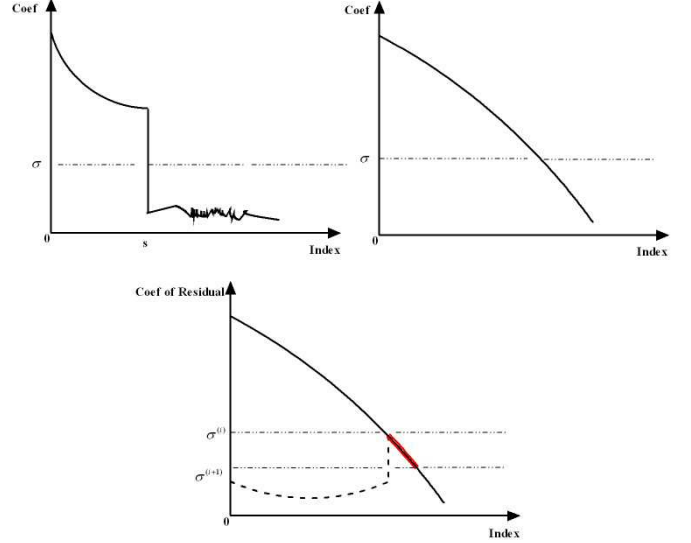 Coef
σ
0
s
Index
Coef
σ
0
Index
Coef of Residual
σ⁽ⁱ⁾
σ⁽ⁱ⁺¹⁾
0
Index